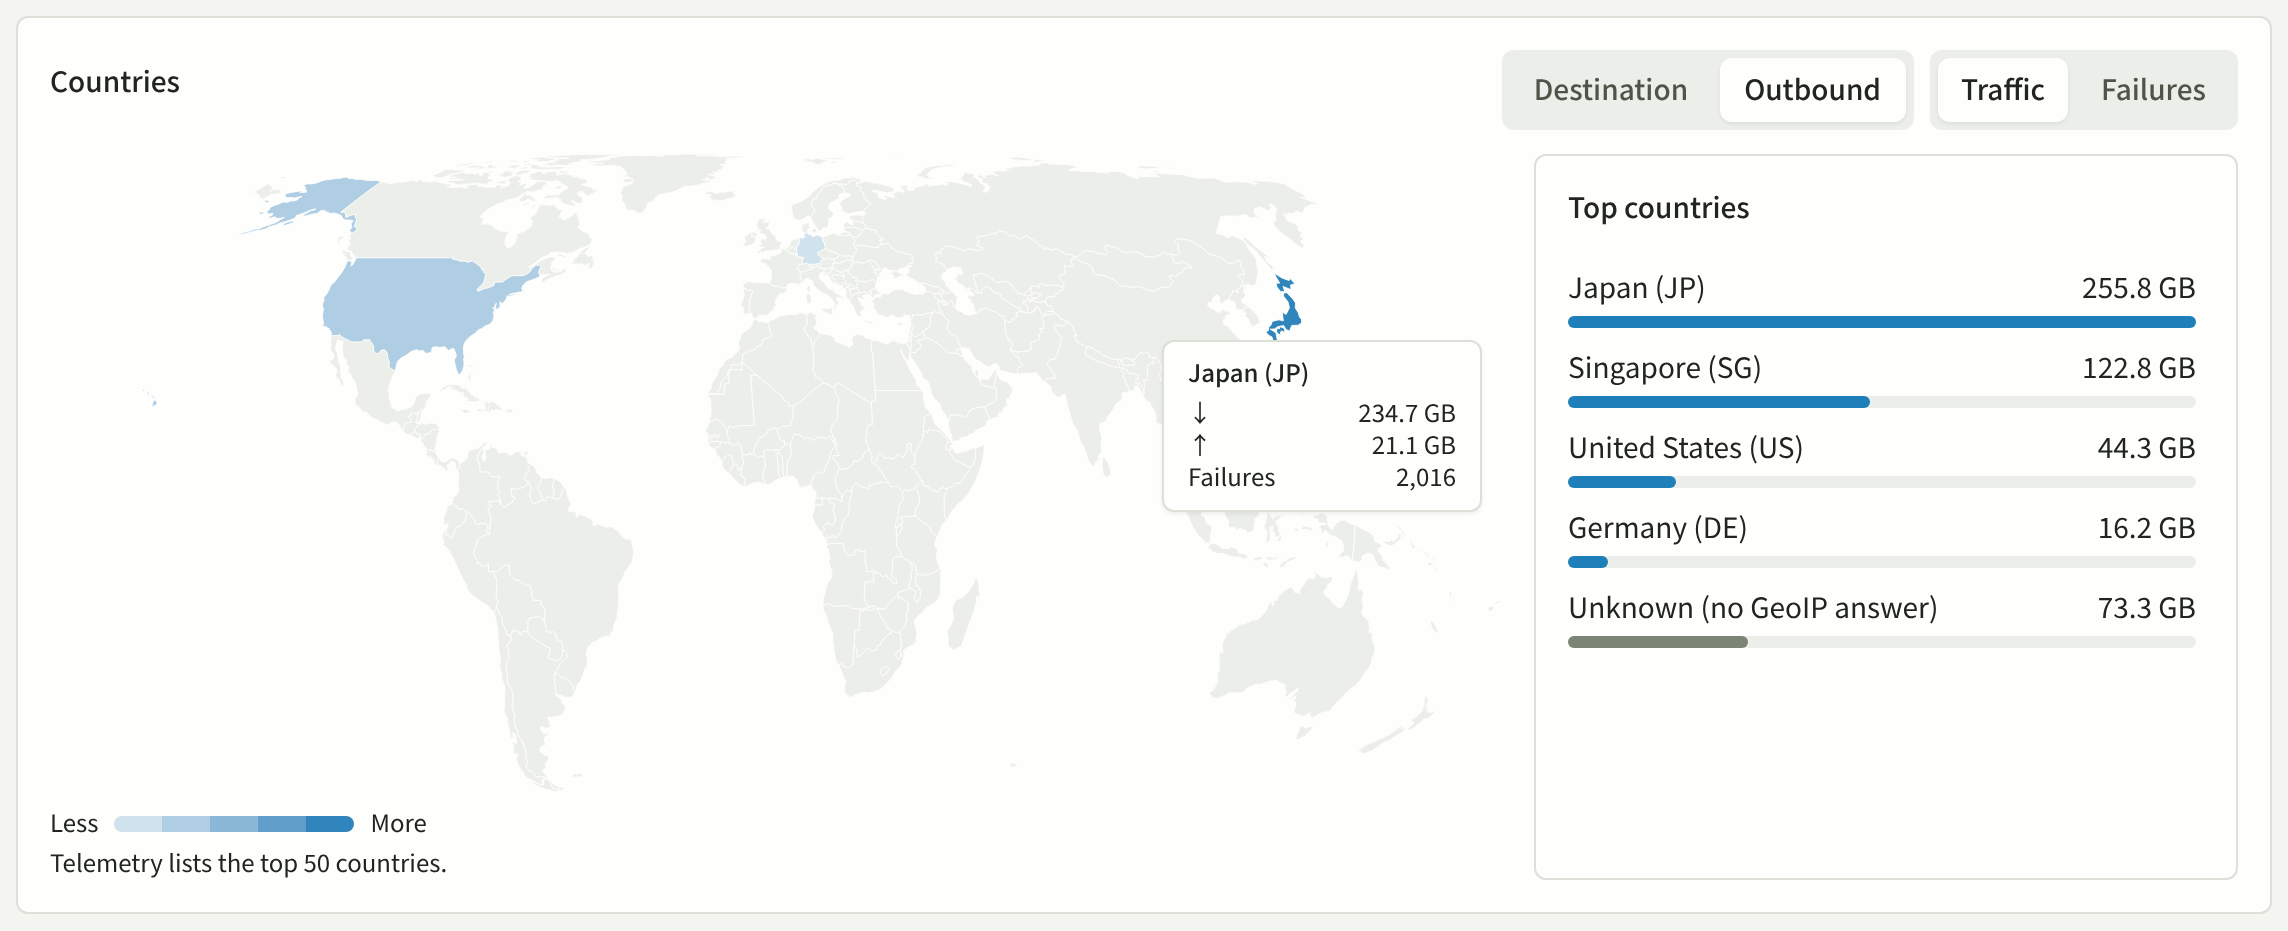 Countries
Destination
Outbound
Traffic
Failures
Japan (JP)
↓ 234.7 GB
↑ 21.1 GB
Failures 2,016
Less
More
Telemetry lists the top 50 countries.
Top countries
Japan (JP) 255.8 GB
Singapore (SG) 122.8 GB
United States (US) 44.3 GB
Germany (DE) 16.2 GB
Unknown (no GeoIP answer) 73.3 GB